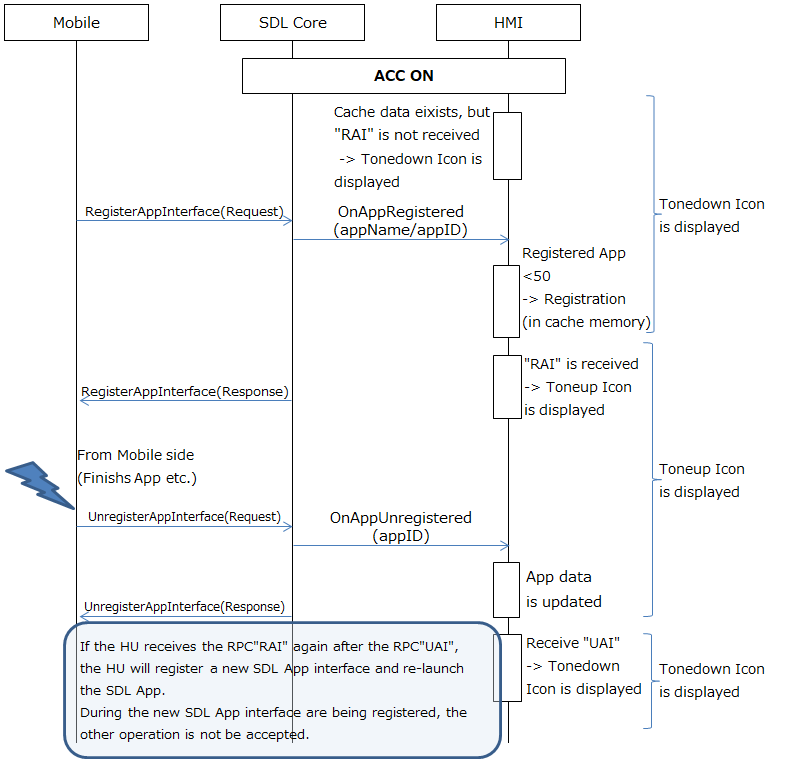 Mobile
SDL Core
HMI
ACC ON
Cache data eixists, but
"RAI" is not received
-> Tonedown Icon is
displayed
Tonedown Icon
is displayed
RegisterAppInterface(Request)
OnAppRegistered
(appName/appID)
Registered App
<50
-> Registration
(in cache memory)
"RAI" is received
-> Toneup Icon
is displayed
RegisterAppInterface(Response)
From Mobile side
(Finishs App etc.)
Toneup Icon
is displayed
UnregisterAppInterface(Request)
OnAppUnregistered
(appID)
App data
is updated
UnregisterAppInterface(Response)
If the HU receives the RPC"RAI" again after the RPC"UAI",
the HU will register a new SDL App interface and re-launch
the SDL App.
During the new SDL App interface are being registered, the
other operation is not be accepted.
Receive "UAI"
-> Tonedown
Icon is displayed
Tonedown Icon
is displayed